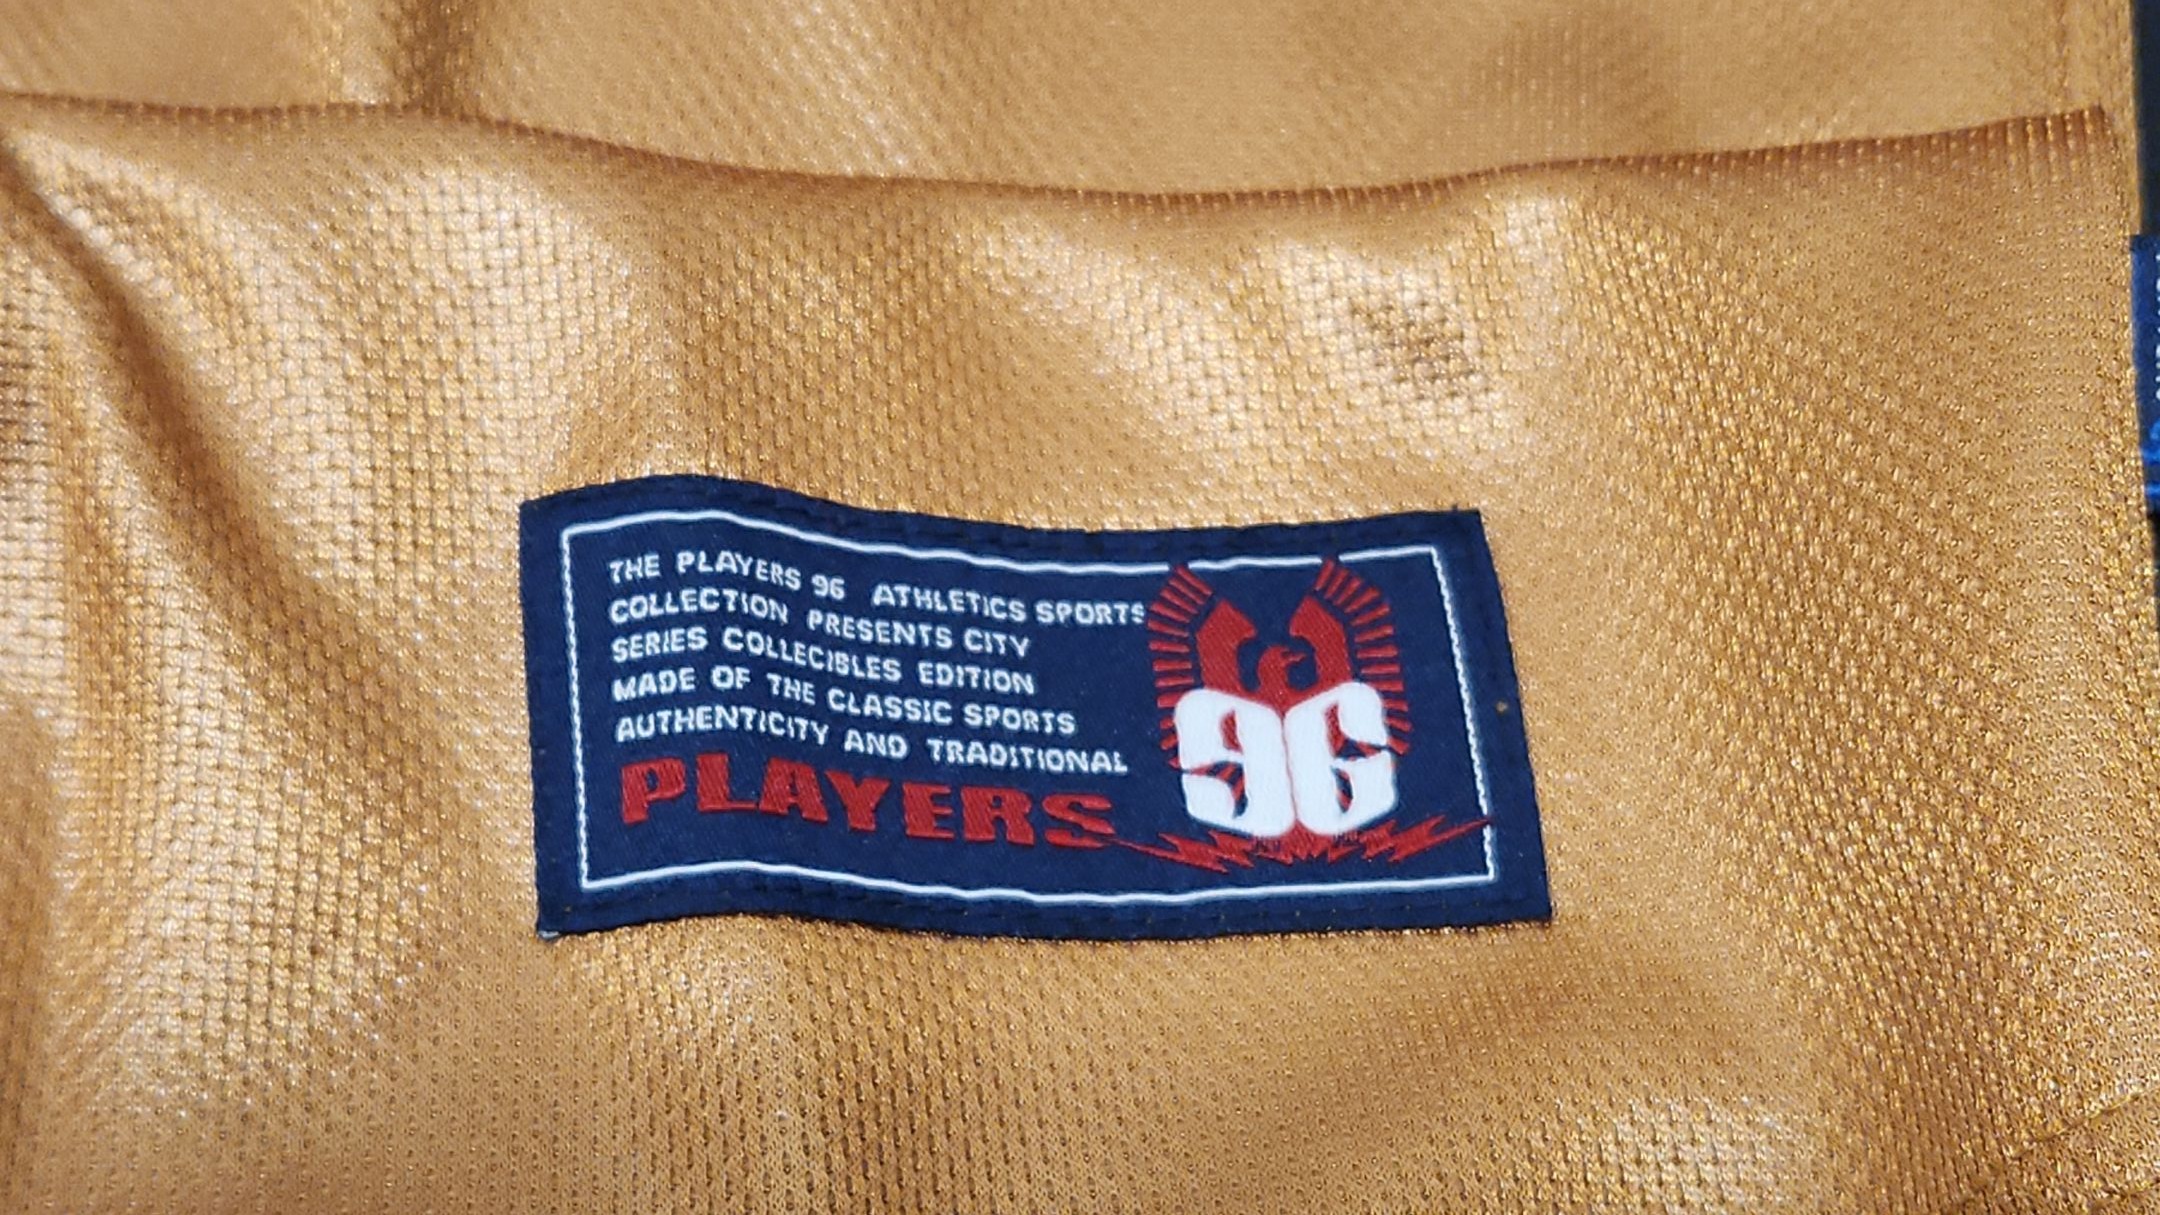 THE PLAYERS 96 ATHLETICS SPORTS
COLLECTION PRESENTS CITY
SERIES COLLECIBLES EDITION
MADE OF THE CLASSIC SPORTS
AUTHENTICITY AND TRADITIONAL
PLAYERS
96